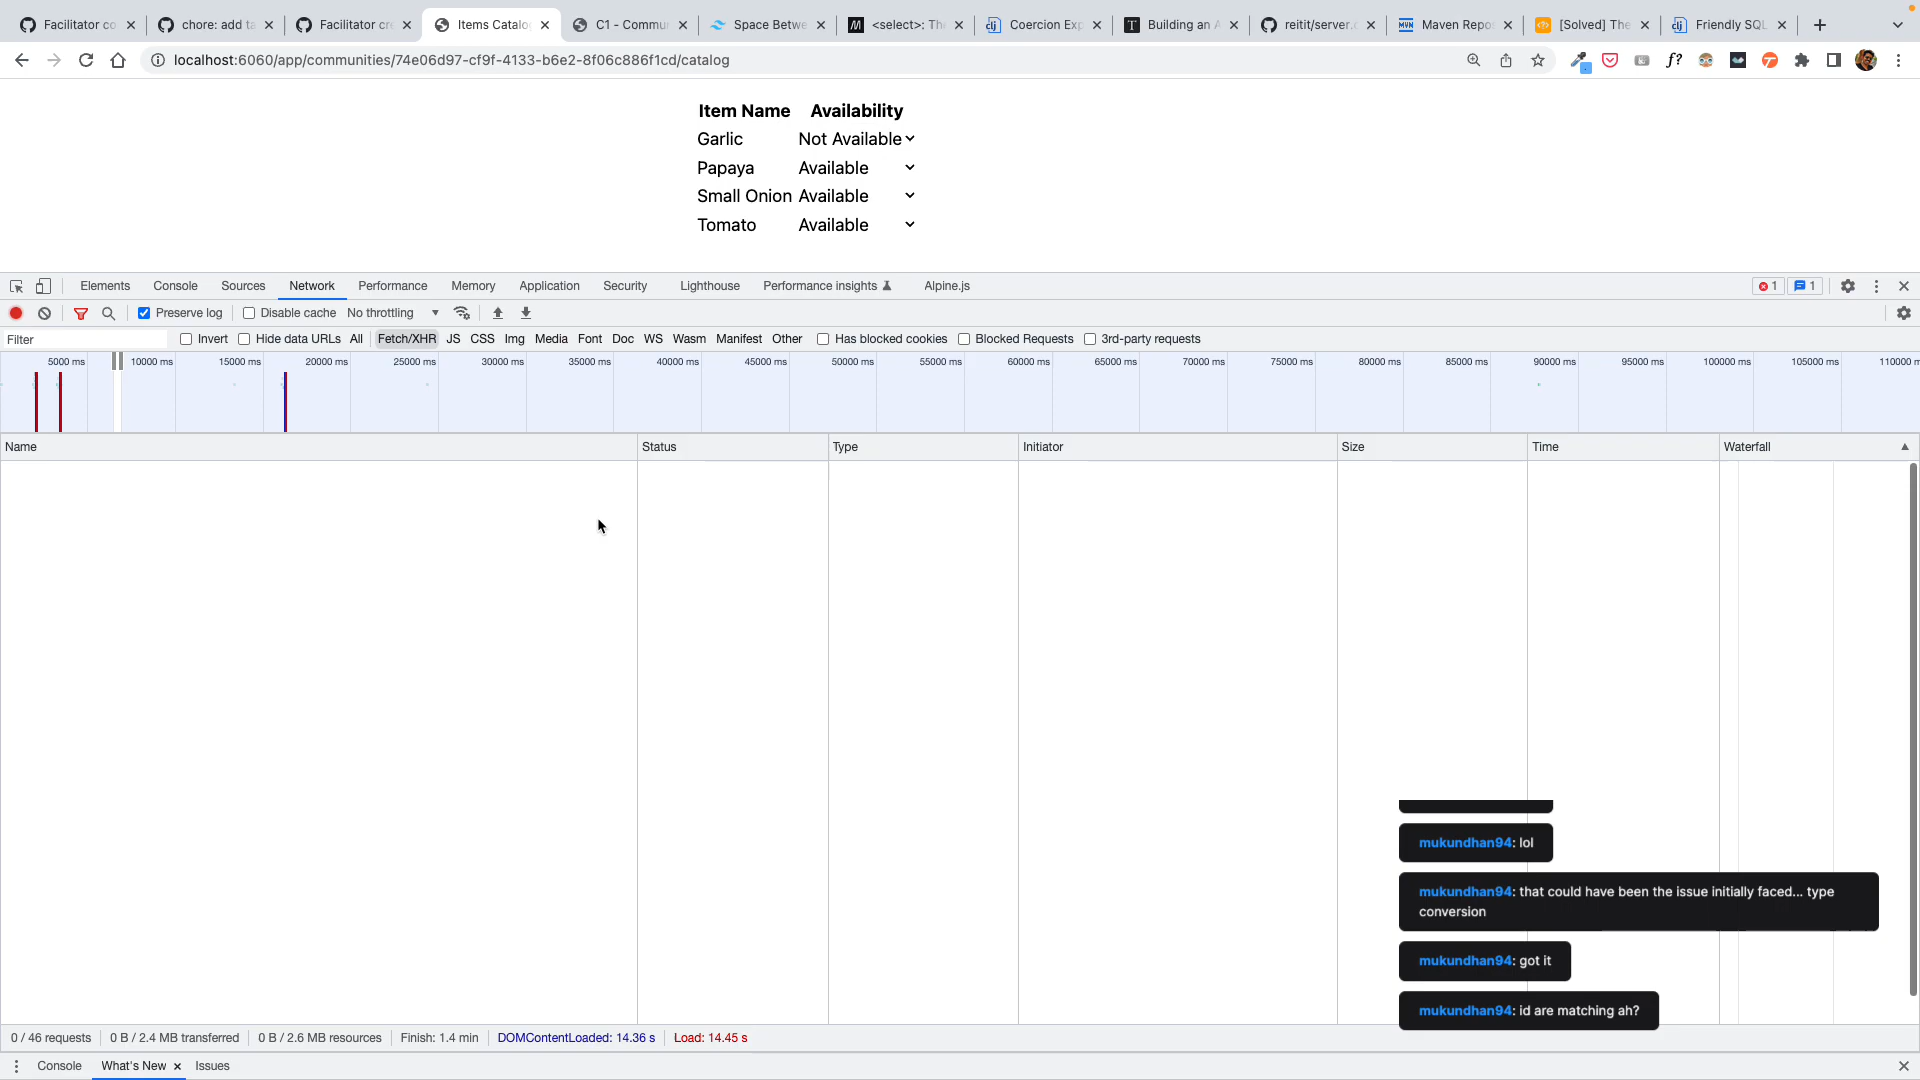 Facilitator co
chore: add ta
Facilitator cre
Items Catalo
C1 - Commu
Space Betwe
<select>: The
Coercion Exp
Building an A
reitit/server.c
Maven Repos
[Solved] The
Friendly SQL
localhost:6060/app/communities/74e06d97-cf9f-4133-b6e2-8f06c886f1cd/catalog
f?
Item Name Availability
Garlic Not Available
Papaya Available
Small Onion Available
Tomato Available
Elements Console Sources Network Performance Memory Application Security Lighthouse Performance insights Alpine.js 1 1
Preserve log Disable cache No throttling
Filter Invert Hide data URLs All Fetch/XHR JS CSS Img Media Font Doc WS Wasm Manifest Other Has blocked cookies Blocked Requests 3rd-party requests
5000 ms 10000 ms 15000 ms 20000 ms 25000 ms 30000 ms 35000 ms 40000 ms 45000 ms 50000 ms 55000 ms 60000 ms 65000 ms 70000 ms 75000 ms 80000 ms 85000 ms 90000 ms 95000 ms 100000 ms 105000 ms 110000 m
Name Status Type Initiator Size Time Waterfall
mukundhan94: lol
mukundhan94: that could have been the issue initially faced... type
conversion
mukundhan94: got it
mukundhan94: id are matching ah?
0 / 46 requests 0 B / 2.4 MB transferred 0 B / 2.6 MB resources Finish: 1.4 min DOMContentLoaded: 14.36 s Load: 14.45 s
Console What's New Issues